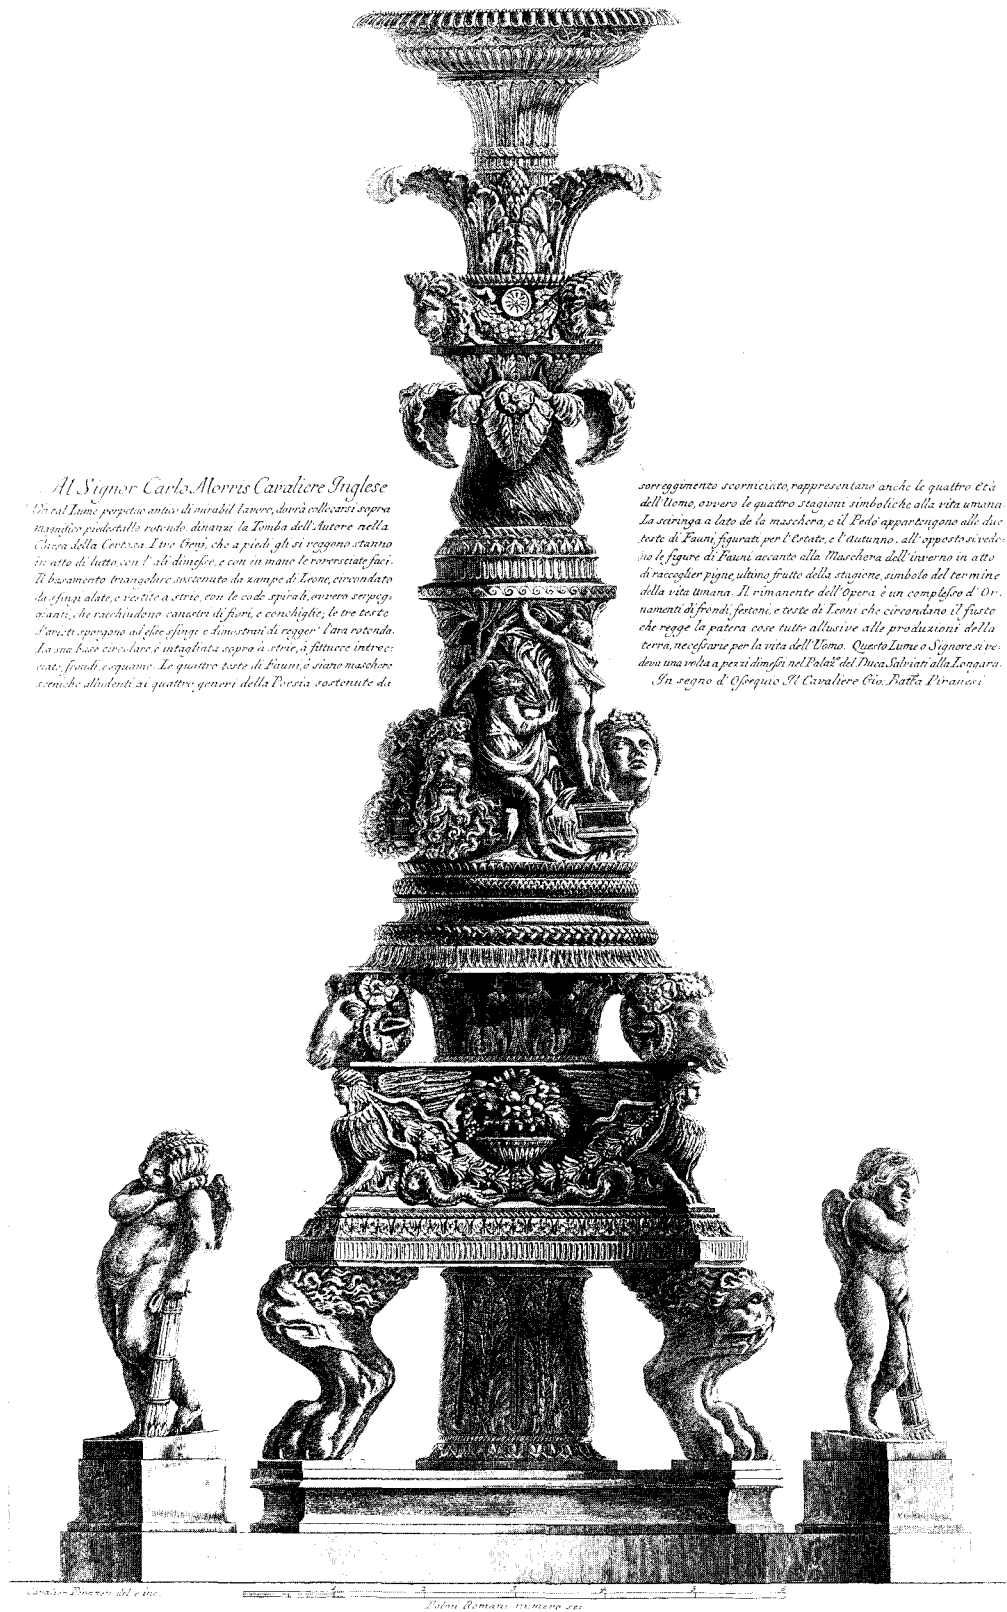 Al Signor Carlo Morris Cavaliere Inglese
tal Lume perpetuo antico di mirabil lavoro, dovrà collocarsi sopra
magnifico piedestallo rotondo, dinanzi la Tomba dell'Autore nella
Chiesa della Certosa. I tre Genj, che a piedi gli si reggono stanno
in atto di lutto con l'ali dimesse, e con in mano le roversciate faci.
Il basamento triangolare sostenuto da zampe di Leone, circondato
da sfingi alate, e vestite a strie, con le code spirali, ovvero serpeg-
gianti, che racchiudono canestri di fiori, e conchiglie; le tre teste
d'arieti sporgono ad esse sfingi e dimostran di regger l'ara rotonda.
La sua base circolare, è intagliata sopra à strie, à fittucce introc-
ciate, frondi, e squame. Le quattro teste di Fauni, ò siano maschere
sceniche alludenti ai quattro generi della Poesia sostenute da
sorreggimento scorniciato, rappresentano anche le quattro età
dell'Uomo, ovvero le quattro stagioni simboliche alla vita umana.
La sciringa a lato de la maschera, e il Pedo appartengono alle due
teste di Fauni figurati per l'Estate, e l'Autunno. all'opposto si vedo-
no le figure di Fauni accanto alla Maschera dell'inverno in atto
di raccoglier pigne, ultimo frutto della stagione, simbolo del termine
della vita umana. Il rimanente dell'Opera è un complesso d'Or-
namenti di frondi, festoni, e teste di Leoni che circondano il fusto
che regge la patera cose tutte allusive alle produzioni della
terra, necessarie per la vita dell'Uomo. Questo Lume o Signore si ve-
deva una volta a pezzi dimessi nel Palazo del Duca Salviati alla Longara.
In segno d'Ossequio Il Cavaliere Gio. Batta Piranesi
Cavalier Piranesi del. e inc.
Palmi Romani numero sei